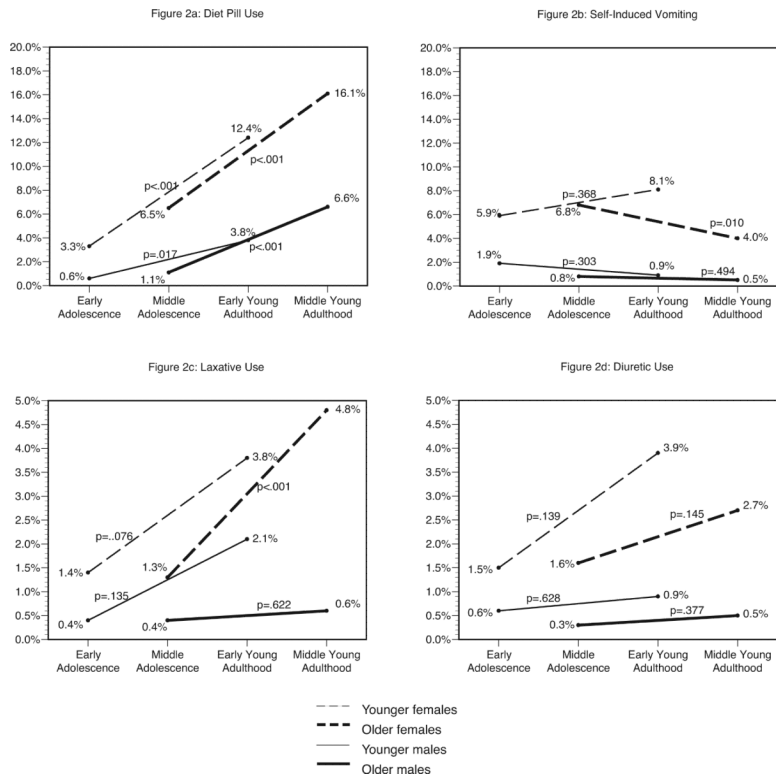 Figure 2a: Diet Pill Use
20.0%
18.0%
16.0%
14.0%
12.0%
10.0%
8.0%
6.0%
4.0%
2.0%
0.0%
16.1%
12.4%
p<.001
p<.001
6.5%
6.6%
3.8%
p<.001
3.3%
p=.017
0.6%
1.1%
Early Adolescence
Middle Adolescence
Early Young Adulthood
Middle Young Adulthood
Figure 2b: Self-Induced Vomiting
20.0%
18.0%
16.0%
14.0%
12.0%
10.0%
8.0%
6.0%
4.0%
2.0%
0.0%
8.1%
p=.368
5.9%
6.8%
p=.010
4.0%
1.9%
p=.303
0.9%
p=.494
0.8%
0.5%
Early Adolescence
Middle Adolescence
Early Young Adulthood
Middle Young Adulthood
Figure 2c: Laxative Use
5.0%
4.5%
4.0%
3.5%
3.0%
2.5%
2.0%
1.5%
1.0%
0.5%
0.0%
4.8%
3.8%
p<.001
p=..076
2.1%
1.4%
1.3%
p=.135
0.4%
0.4%
p=.622
0.6%
Early Adolescence
Middle Adolescence
Early Young Adulthood
Middle Young Adulthood
Figure 2d: Diuretic Use
5.0%
4.5%
4.0%
3.5%
3.0%
2.5%
2.0%
1.5%
1.0%
0.5%
0.0%
3.9%
p=.139
p=.145
2.7%
1.5%
1.6%
p=.628
0.6%
0.9%
p=.377
0.3%
0.5%
Early Adolescence
Middle Adolescence
Early Young Adulthood
Middle Young Adulthood
Younger females
Older females
Younger males
Older males